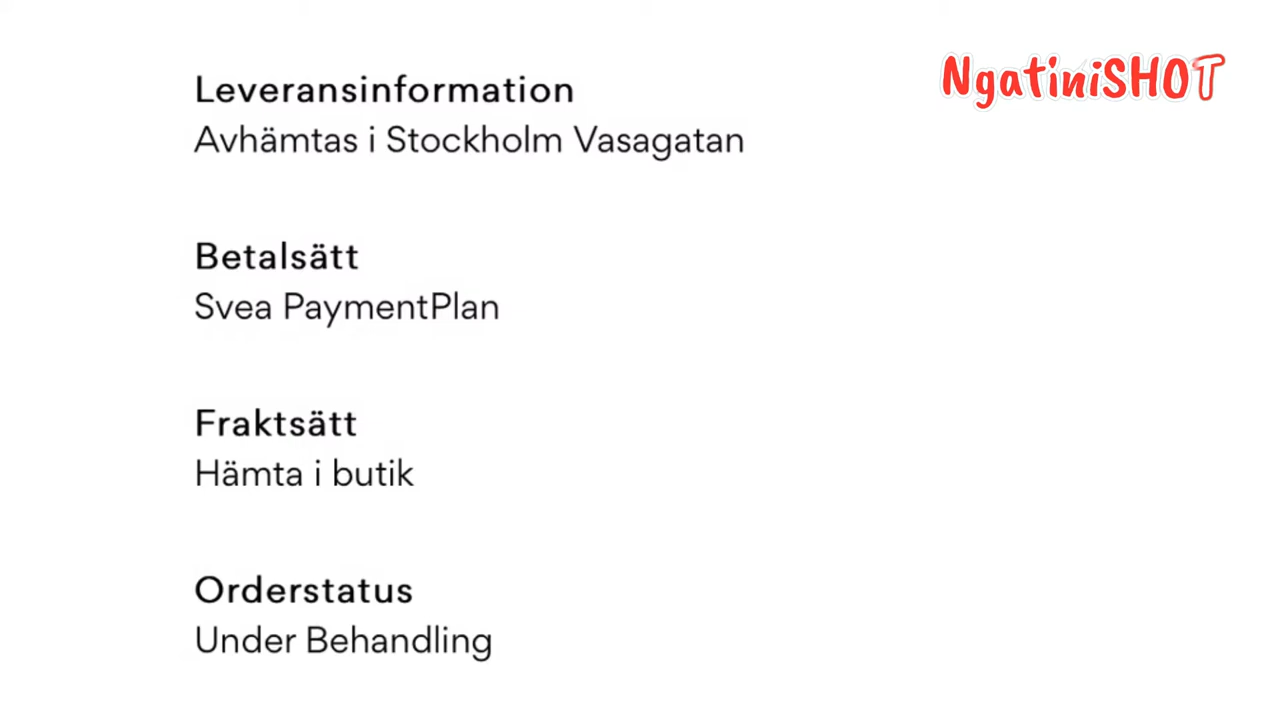 Leveransinformation
NgatiniSHOT
Avhämtas i Stockholm Vasagatan
Betalsätt
Svea PaymentPlan
Fraktsätt
Hämta i butik
Orderstatus
Under Behandling